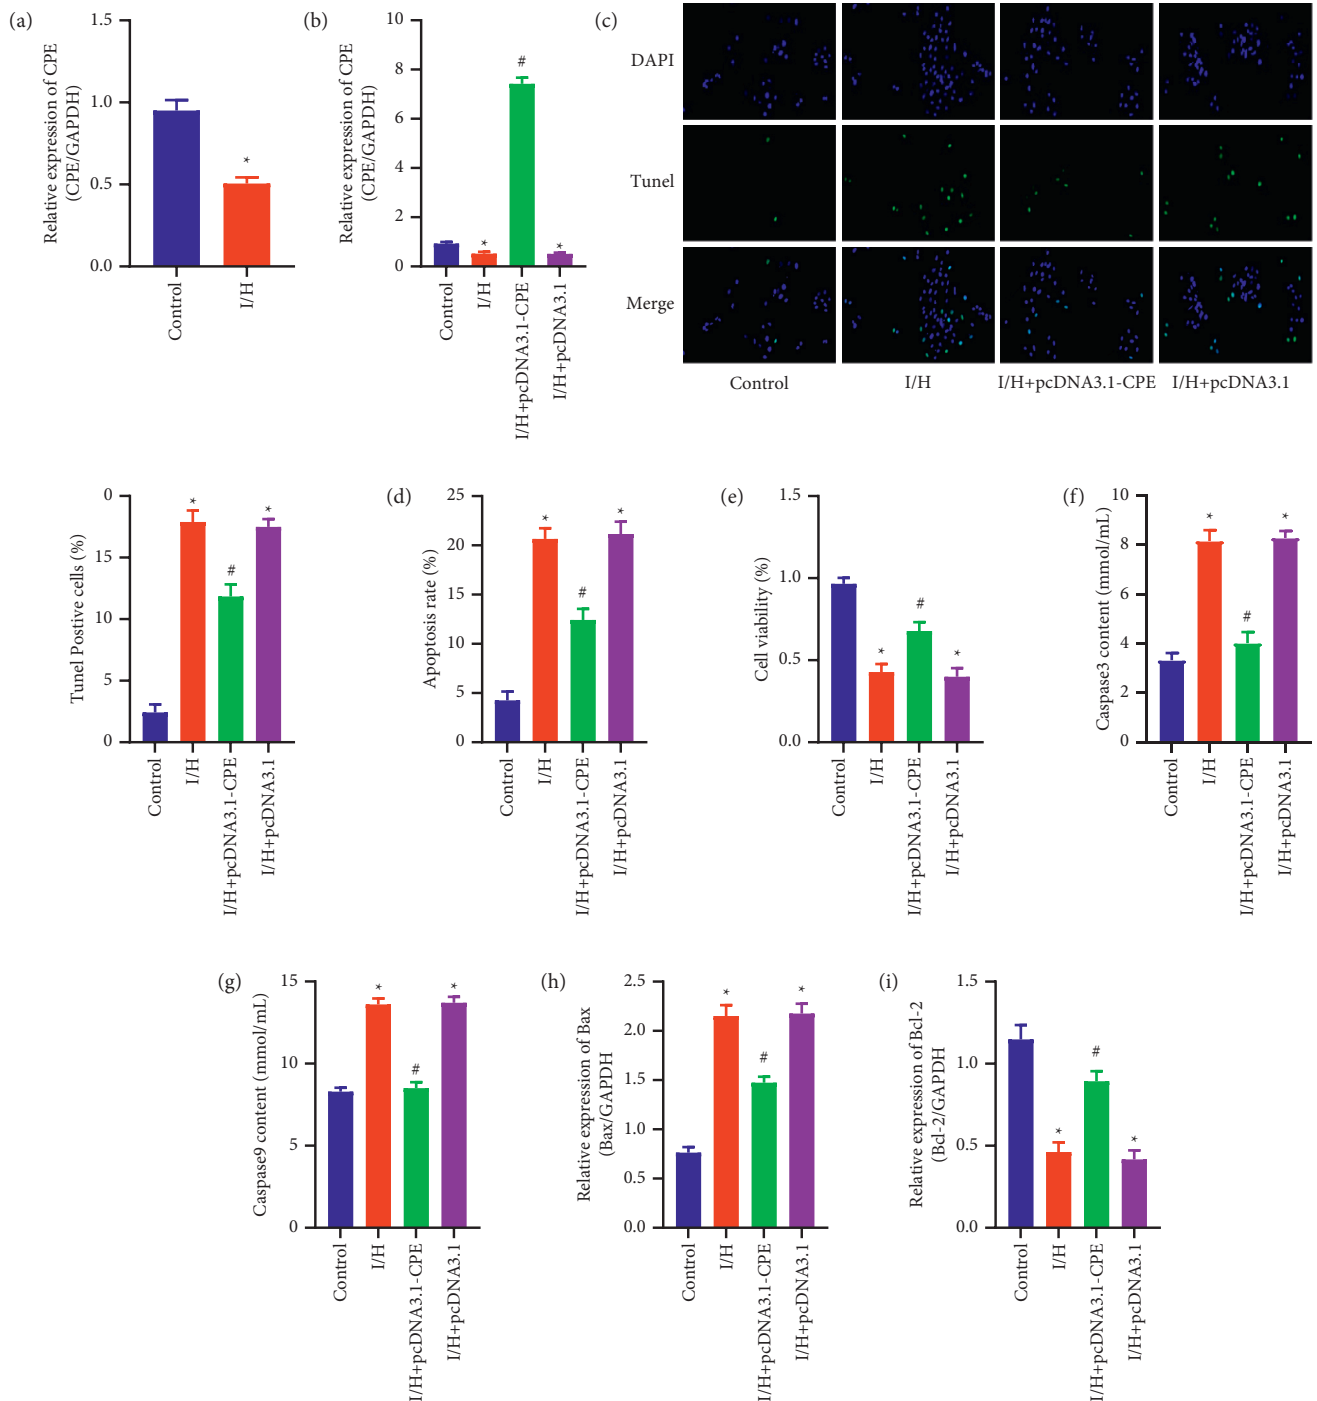 (a)
Relative expression of CPE
(CPE/GAPDH)
1.5
1.0
0.5
0.0
Control
I/H
*
(b)
Relative expression of CPE
(CPE/GAPDH)
10
8
6
4
2
0
Control
I/H
I/H+pcDNA3.1-CPE
I/H+pcDNA3.1
*
#
*
(c)
DAPI
Tunel
Merge
Control
I/H
I/H+pcDNA3.1-CPE
I/H+pcDNA3.1
Tunel Postive cells (%)
0
15
10
5
0
Control
I/H
I/H+pcDNA3.1-CPE
I/H+pcDNA3.1
*
#
*
(d)
Apoptosis rate (%)
25
20
15
10
5
0
Control
I/H
I/H+pcDNA3.1-CPE
I/H+pcDNA3.1
*
#
*
(e)
Cell viability (%)
1.5
1.0
0.5
0.0
Control
I/H
I/H+pcDNA3.1-CPE
I/H+pcDNA3.1
*
#
*
(f)
Caspase3 content (mmol/mL)
10
8
6
4
2
0
Control
I/H
I/H+pcDNA3.1-CPE
I/H+pcDNA3.1
*
#
*
(g)
Caspase9 content (mmol/mL)
15
10
5
0
Control
I/H
I/H+pcDNA3.1-CPE
I/H+pcDNA3.1
*
#
*
(h)
Relative expression of Bax
(Bax/GAPDH
2.5
2.0
1.5
1.0
0.5
0.0
Control
I/H
I/H+pcDNA3.1-CPE
I/H+pcDNA3.1
*
#
*
(i)
Relative expression of Bcl-2
(Bcl-2/GAPDH
1.5
1.0
0.5
0.0
Control
I/H
I/H+pcDNA3.1-CPE
I/H+pcDNA3.1
*
#
*